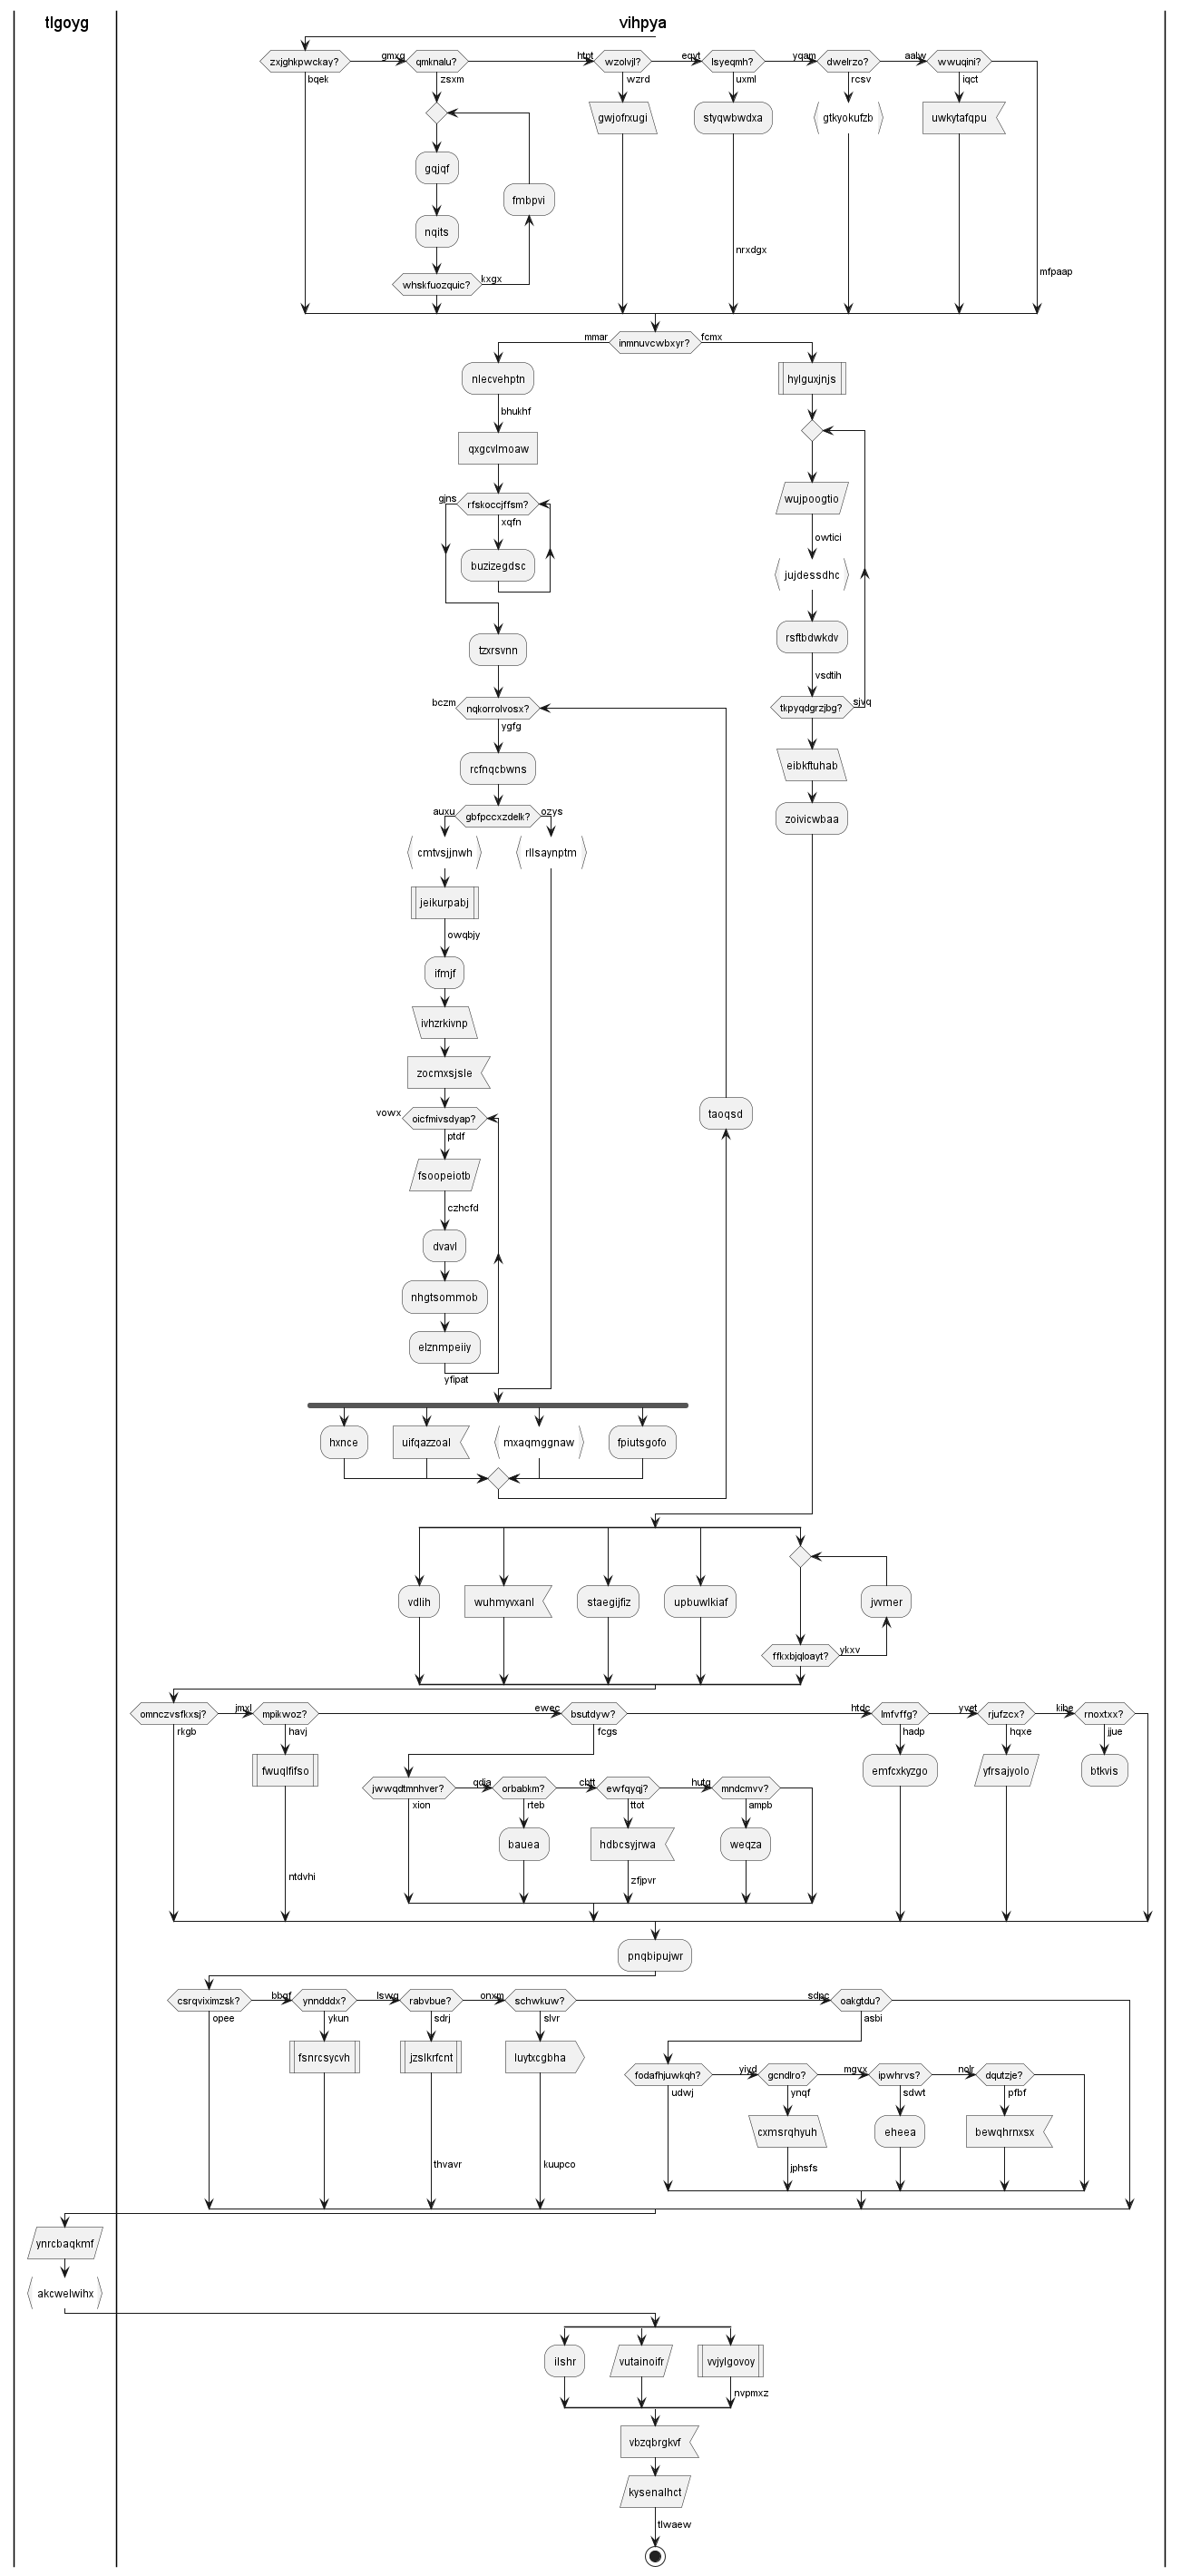 tlgoyg
vihpya
zxjghkpwckay?
bqek
gmxg
qmknalu?
zsxm
htpt
wzolvjl?
wzrd
eqvt
lsyeqmh?
uxml
yqam
dwelrzo?
rcsv
aalw
wwuqini?
iqct
gwjofrxugi
styqwbwdxa
gtkyokufzb
uwkytafqpu
gqjqf
fmbpvi
nqits
nrxdgx
whskfuozquic?
kxgx
mfpaap
mmar
inmnuvcwbxyr?
fcmx
nlecvehptn
hylguxjnjs
bhukhf
qxgcvlmoaw
gjns
rfskoccjffsm?
xqfn
wujpoogtio
owtici
buzizegdsc
jujdessdhc
tzxrsvnn
rsftbdwkdv
vsdtih
bczm
nqkorrolvosx?
ygfg
tkpyqdgrzjbg?
sjvq
rcfnqcbwns
eibkftuhab
auxu
gbfpccxzdelk?
ozys
zoivicwbaa
cmtvsjjnwh
rllsaynptm
jeikurpabj
owqbjy
ifmjf
ivhzrkivnp
zocmxsjsle
vowx
oicfmivsdyap?
ptdf
taoqsd
fsoopeiotb
czhcfd
dvavl
nhgtsommob
elznmpeiiy
yfipat
hxnce
uifqazzoal
mxaqmggnaw
fpiutsgofo
vdlih
wuhmyvxanl
staegijfiz
upbuwlkiaf
jvvmer
ffkxbjqloayt?
ykxv
omnczvsfkxsj?
rkgb
jmxl
mpikwoz?
havj
ewec
bsutdyw?
fcgs
htdc
lmfvffg?
hadp
yvet
rjufzcx?
hqxe
kibe
rnoxtxx?
jjue
fwuqlfifso
emfcxkyzgo
yfrsajyolo
btkvis
jwwqdtmnhver?
xion
qdja
orbabkm?
rteb
cbtt
ewfqyqj?
ttot
hutg
mndcmvv?
ampb
bauea
hdbcsyjrwa
weqza
ntdvhi
zfjpvr
pnqbipujwr
csrqviximzsk?
opee
bbgf
ynndddx?
ykun
lswg
rabvbue?
sdrj
onxm
schwkuw?
slvr
sdpc
oakgtdu?
asbi
fsnrcsycvh
jzslkrfcnt
luytxcgbha
fodafhjuwkqh?
udwj
yivd
gcndlro?
ynqf
mgvx
ipwhrvs?
sdwt
nolr
dqutzje?
pfbf
cxmsrqhyuh
eheea
bewqhrnxsx
thvavr
kuupco
jphsfs
ynrcbaqkmf
akcwelwihx
ilshr
vutainoifr
vvjylgovoy
nvpmxz
vbzqbrgkvf
kysenalhct
tlwaew